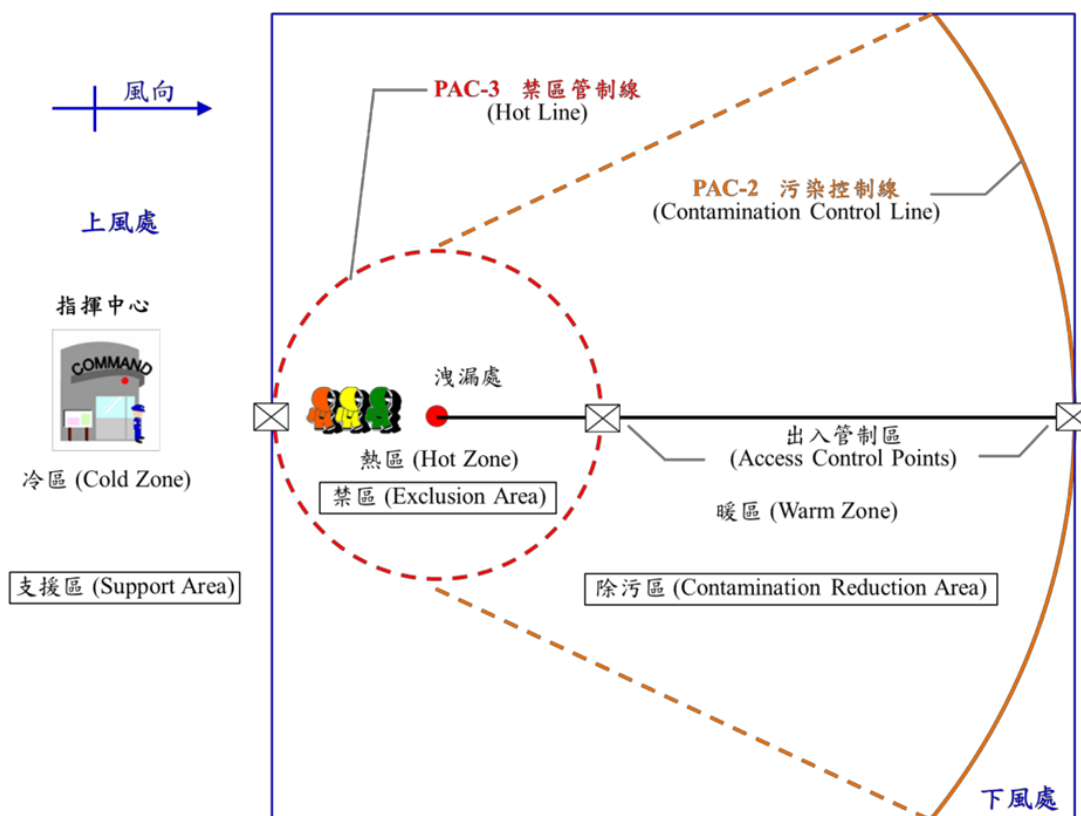 風向
PAC-3 禁區管制線
(Hot Line)
PAC-2 污染控制線
(Contamination Control Line)
上風處
指揮中心
COMMAND
洩漏處
出入管制區
(Access Control Points)
熱區 (Hot Zone)
冷區 (Cold Zone)
禁區 (Exclusion Area)
暖區 (Warm Zone)
支援區 (Support Area)
除污區 (Contamination Reduction Area)
下風處